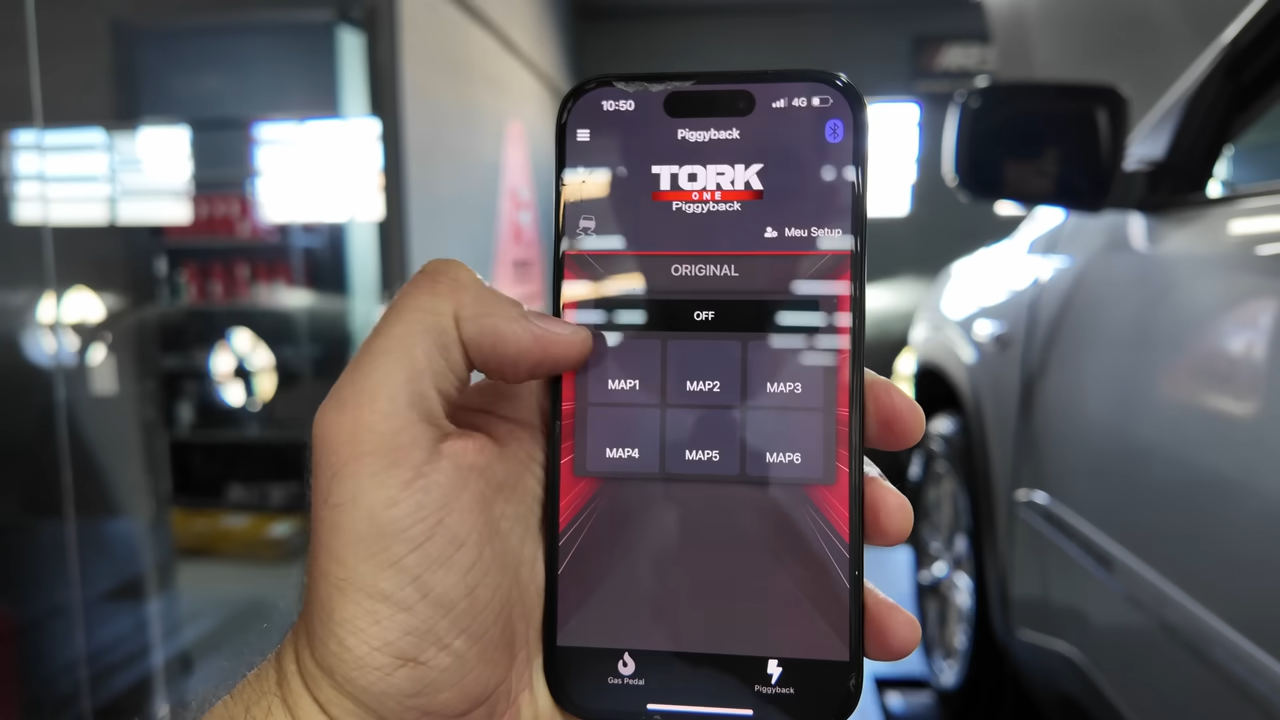 10:50 4G
Piggyback
TORK
ONE
Piggyback
Meu Setup
ORIGINAL
OFF
MAP1 MAP2 MAP3
MAP4 MAP5 MAP6
Gas Pedal Piggyback